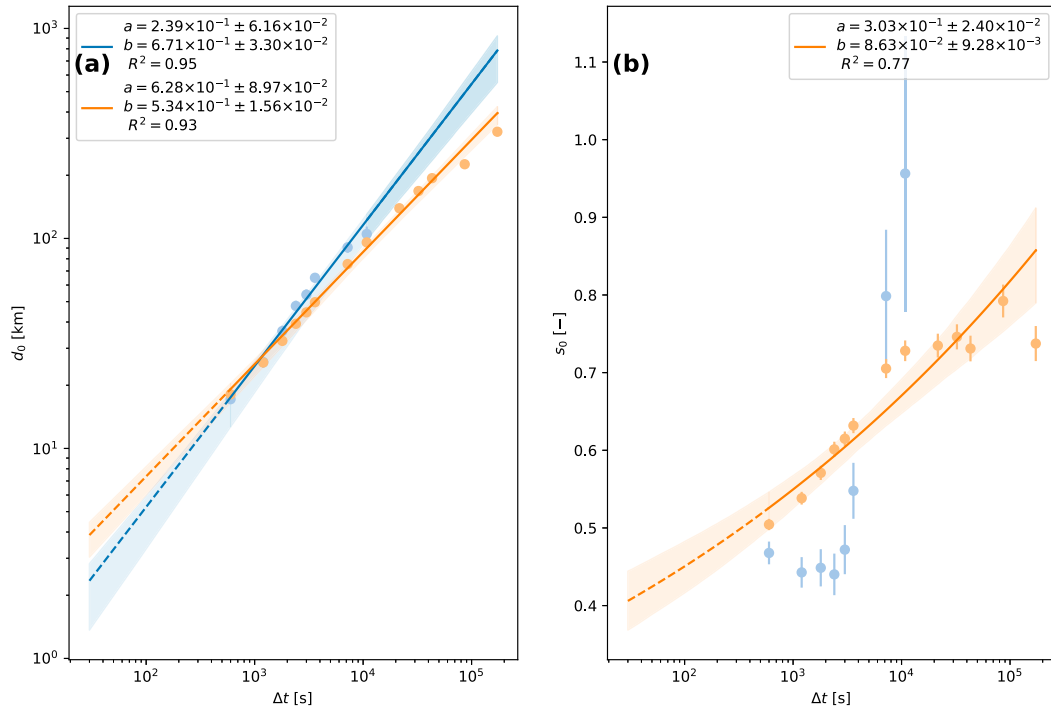 a = 2.39×10⁻¹ ± 6.16×10⁻²
b = 6.71×10⁻¹ ± 3.30×10⁻²
R² = 0.95
a = 6.28×10⁻¹ ± 8.97×10⁻²
b = 5.34×10⁻¹ ± 1.56×10⁻²
R² = 0.93
(a)
10³
10²
10¹
10⁰
d₀ [km]
10²
10³
10⁴
10⁵
Δt [s]
a = 3.03×10⁻¹ ± 2.40×10⁻²
b = 8.63×10⁻² ± 9.28×10⁻³
R² = 0.77
(b)
1.1
1.0
0.9
0.8
0.7
0.6
0.5
0.4
s₀ [−]
10²
10³
10⁴
10⁵
Δt [s]